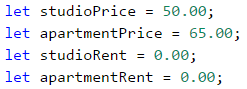 let studioPrice = 50.00;
let apartmentPrice = 65.00;
let studioRent = 0.00;
let apartmentRent = 0.00;